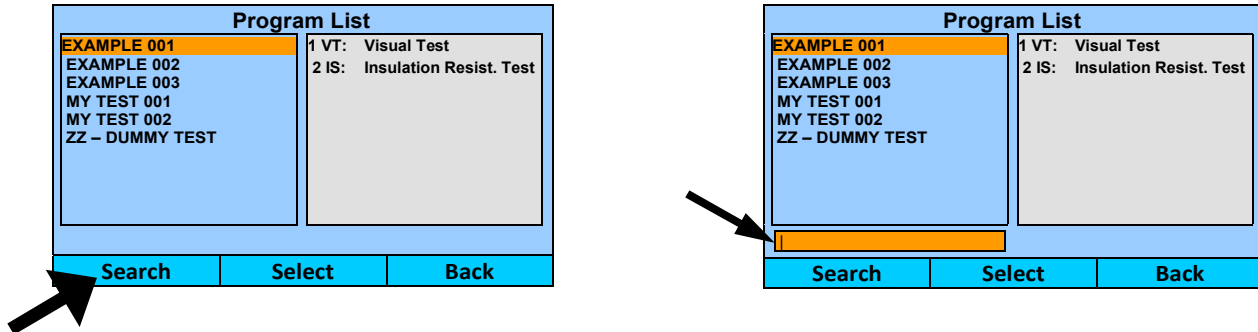 Program List
EXAMPLE 001
EXAMPLE 002
EXAMPLE 003
MY TEST 001
MY TEST 002
ZZ – DUMMY TEST
1 VT: Visual Test
2 IS: Insulation Resist. Test
Search Select Back
Program List
EXAMPLE 001
EXAMPLE 002
EXAMPLE 003
MY TEST 001
MY TEST 002
ZZ – DUMMY TEST
1 VT: Visual Test
2 IS: Insulation Resist. Test
Search Select Back